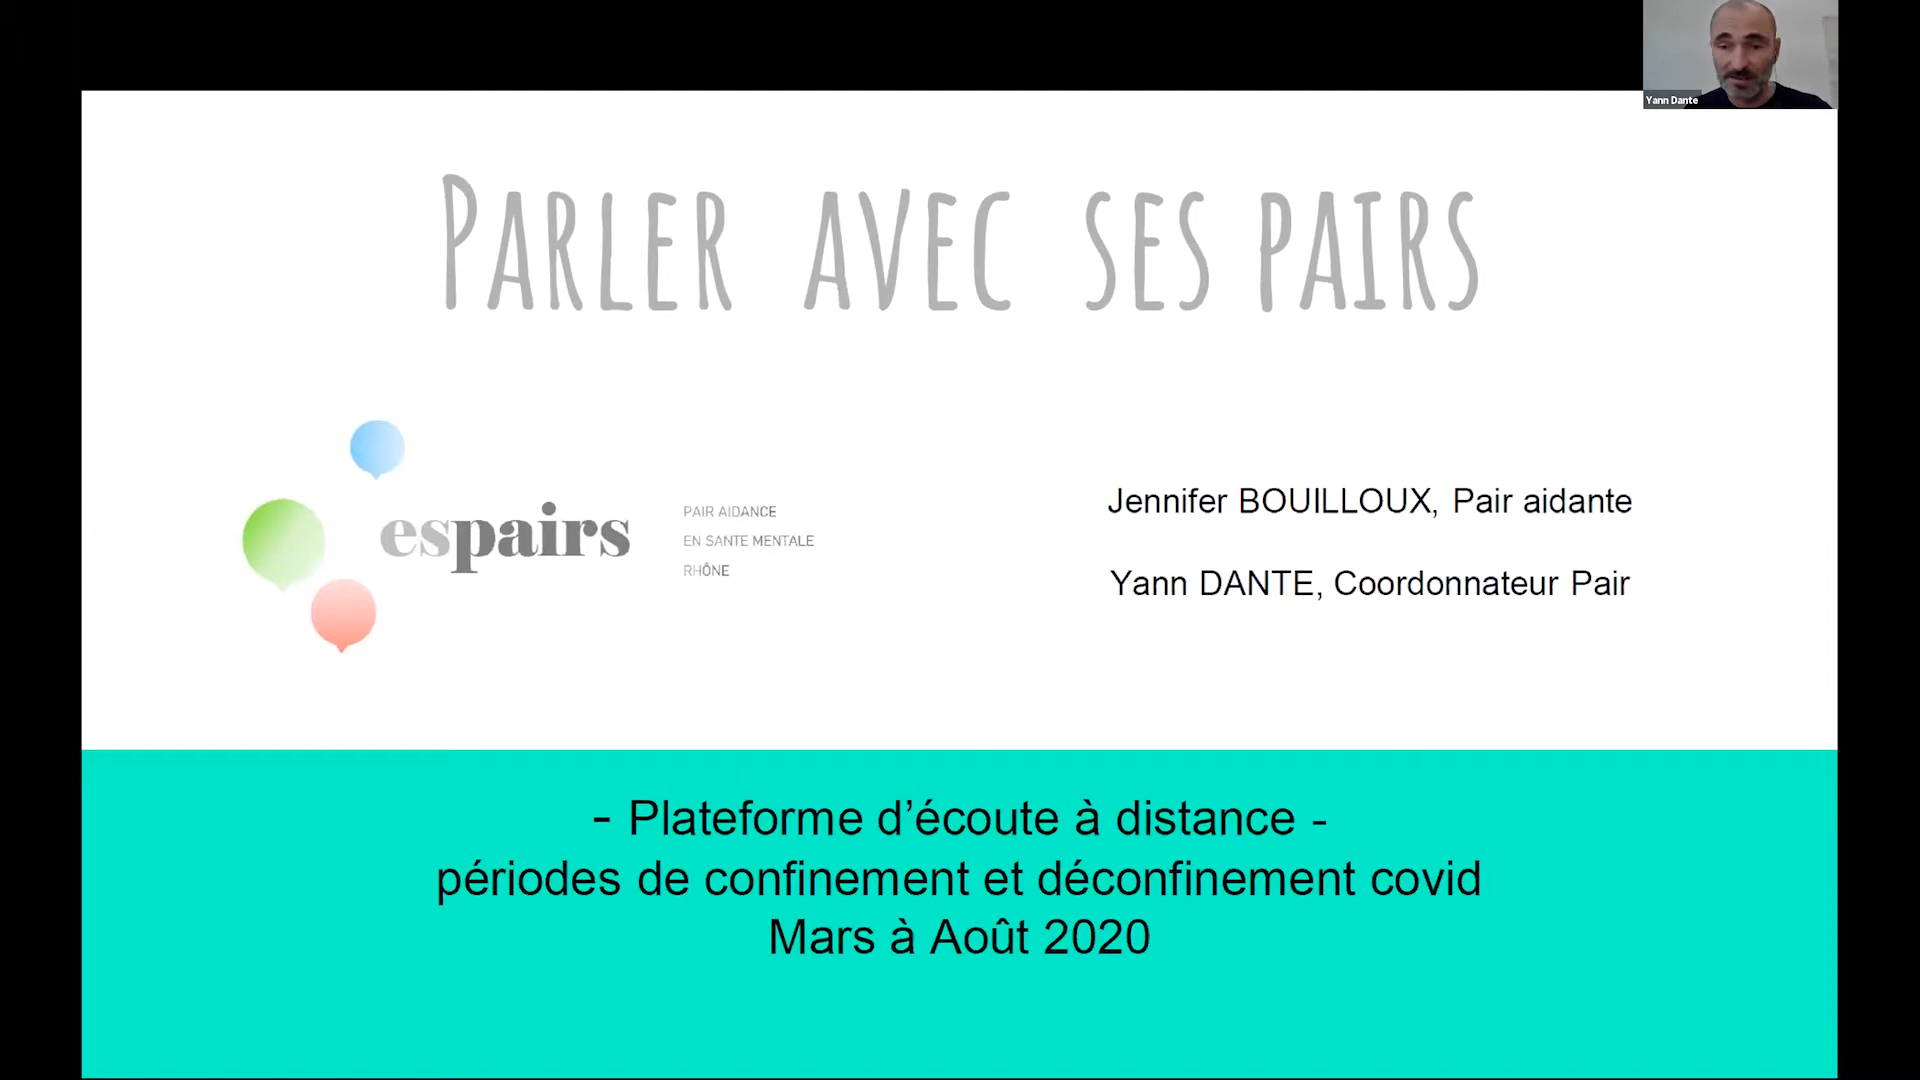 Yann Dante
PARLER AVEC SES PAIRS
espairs
PAIR AIDANCE
EN SANTE MENTALE
RHÔNE
Jennifer BOUILLOUX, Pair aidante
Yann DANTE, Coordonnateur Pair
- Plateforme d’écoute à distance -
périodes de confinement et déconfinement covid
Mars à Août 2020